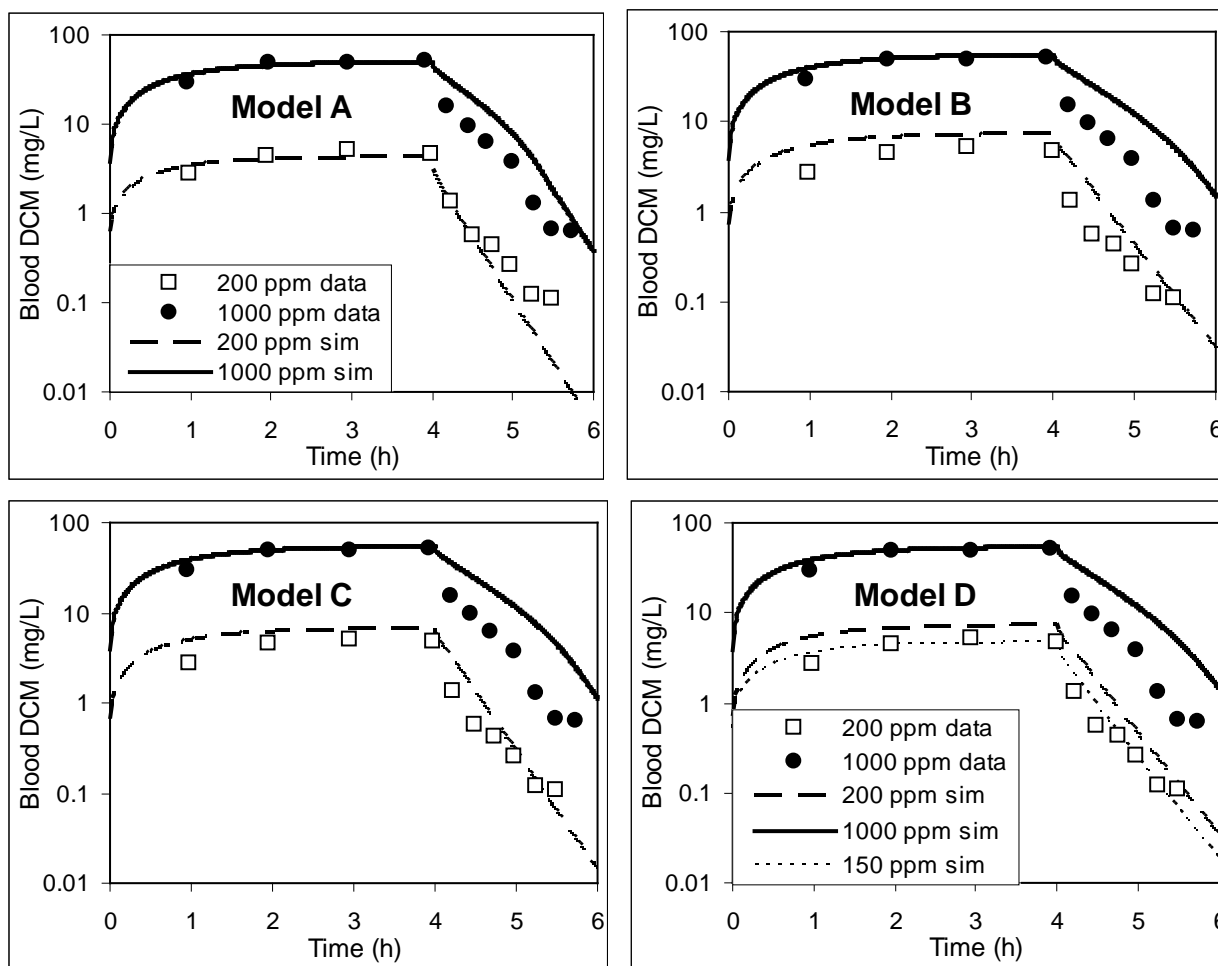 100
10
1
0.1
0.01
Blood DCM (mg/L)
Model A
200 ppm data
1000 ppm data
200 ppm sim
1000 ppm sim
0 1 2 3 4 5 6
Time (h)
100
10
1
0.1
0.01
Blood DCM (mg/L)
Model B
0 1 2 3 4 5 6
Time (h)
100
10
1
0.1
0.01
Blood DCM (mg/L)
Model C
0 1 2 3 4 5 6
Time (h)
100
10
1
0.1
0.01
Blood DCM (mg/L)
Model D
200 ppm data
1000 ppm data
200 ppm sim
1000 ppm sim
150 ppm sim
0 1 2 3 4 5 6
Time (h)